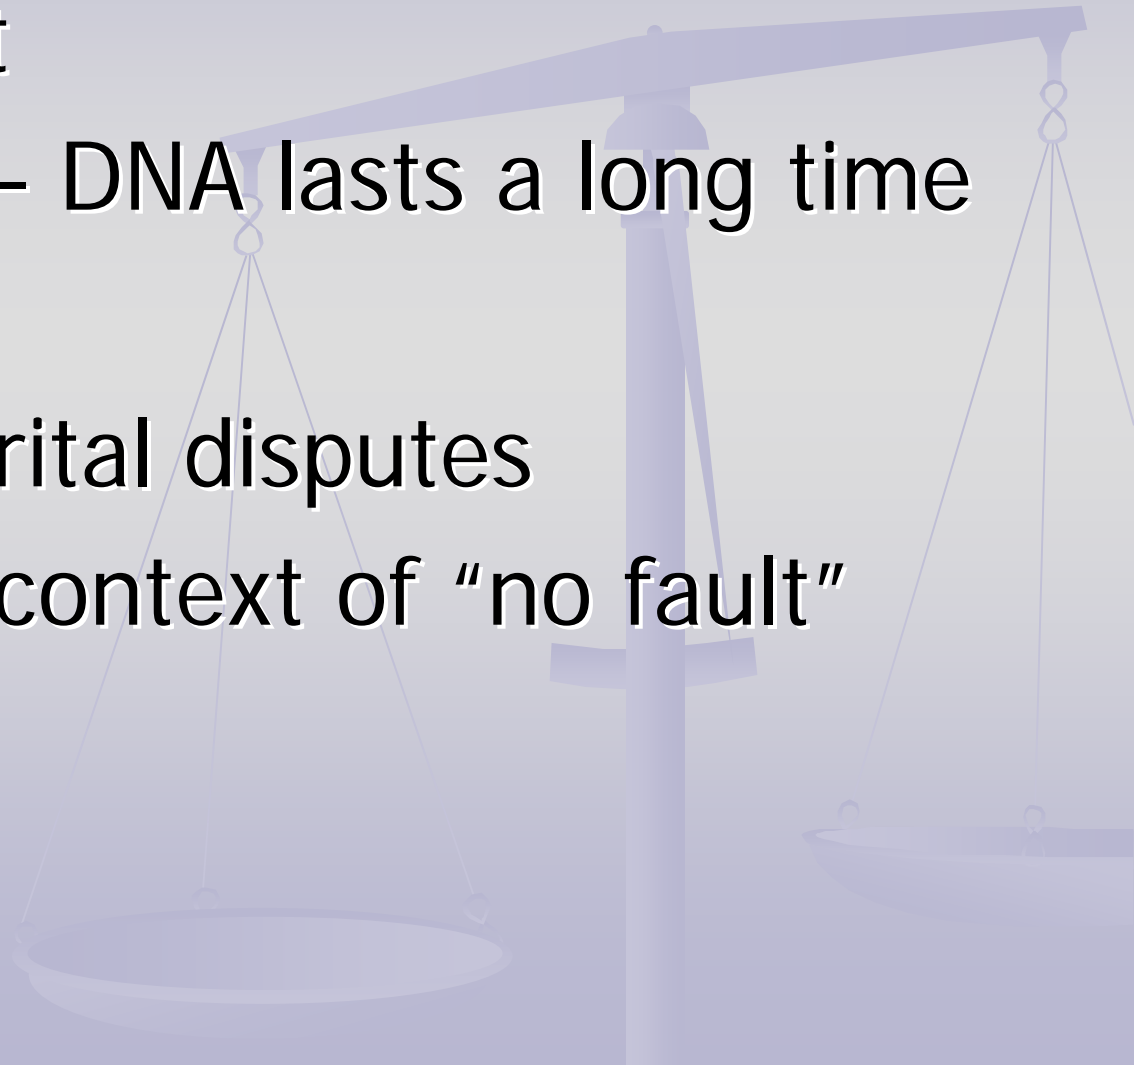 t
– DNA lasts a long time
rital disputes
context of “no fault”